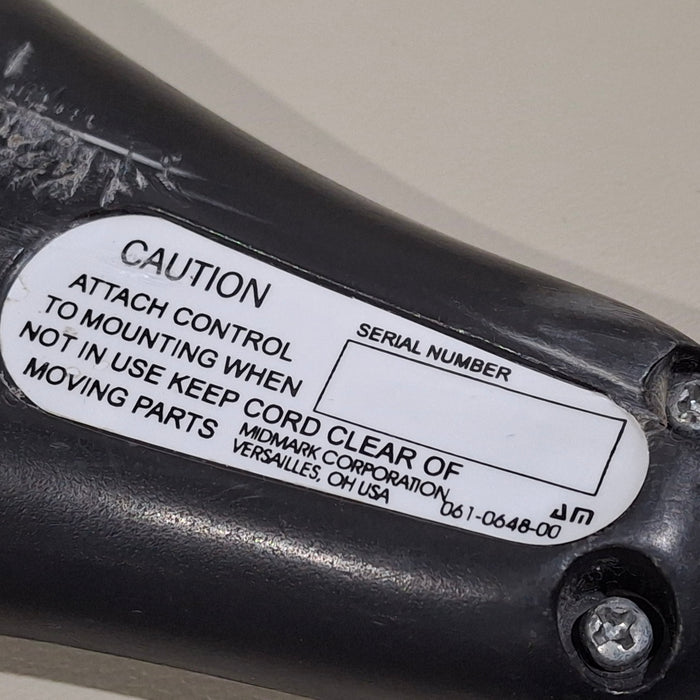 CAUTION
ATTACH CONTROL
TO MOUNTING WHEN
NOT IN USE KEEP CORD CLEAR OF
MOVING PARTS
SERIAL NUMBER
MIDMARK CORPORATION
VERSAILLES, OH USA
061-0648-00
AM